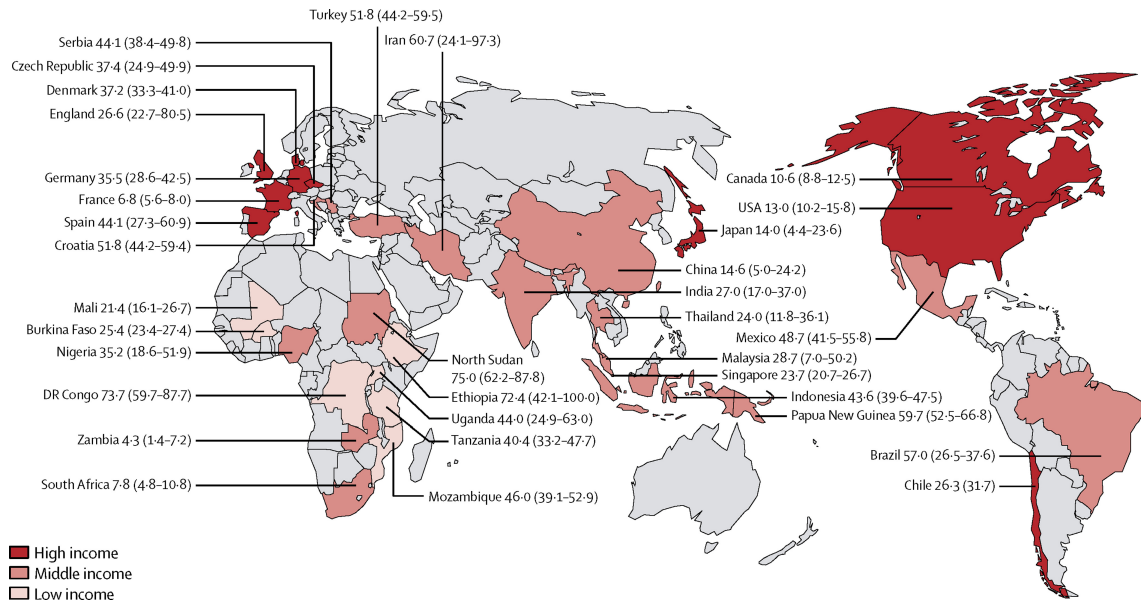 Turkey 51·8 (44·2–59·5)
Serbia 44·1 (38·4–49·8)
Iran 60·7 (24·1–97·3)
Czech Republic 37·4 (24·9–49·9)
Denmark 37·2 (33·3–41·0)
England 26·6 (22·7–80·5)
Germany 35·5 (28·6–42·5)
France 6·8 (5·6–8·0)
Spain 44·1 (27·3–60·9)
Croatia 51·8 (44·2–59·4)
Canada 10·6 (8·8–12·5)
USA 13·0 (10·2–15·8)
Japan 14·0 (4·4–23·6)
China 14·6 (5·0–24·2)
India 27·0 (17·0–37·0)
Thailand 24·0 (11·8–36·1)
Mexico 48·7 (41·5–55·8)
Malaysia 28·7 (7·0–50·2)
Singapore 23·7 (20·7–26·7)
Indonesia 43·6 (39·6–47·5)
Papua New Guinea 59·7 (52·5–66·8)
Mali 21·4 (16·1–26·7)
Burkina Faso 25·4 (23·4–27·4)
Nigeria 35·2 (18·6–51·9)
North Sudan
75·0 (62·2–87·8)
DR Congo 73·7 (59·7–87·7)
Ethiopia 72·4 (42·1–100·0)
Uganda 44·0 (24·9–63·0)
Zambia 4·3 (1·4–7·2)
Tanzania 40·4 (33·2–47·7)
South Africa 7·8 (4·8–10·8)
Mozambique 46·0 (39·1–52·9)
Brazil 57·0 (26·5–37·6)
Chile 26·3 (31·7)
High income
Middle income
Low income